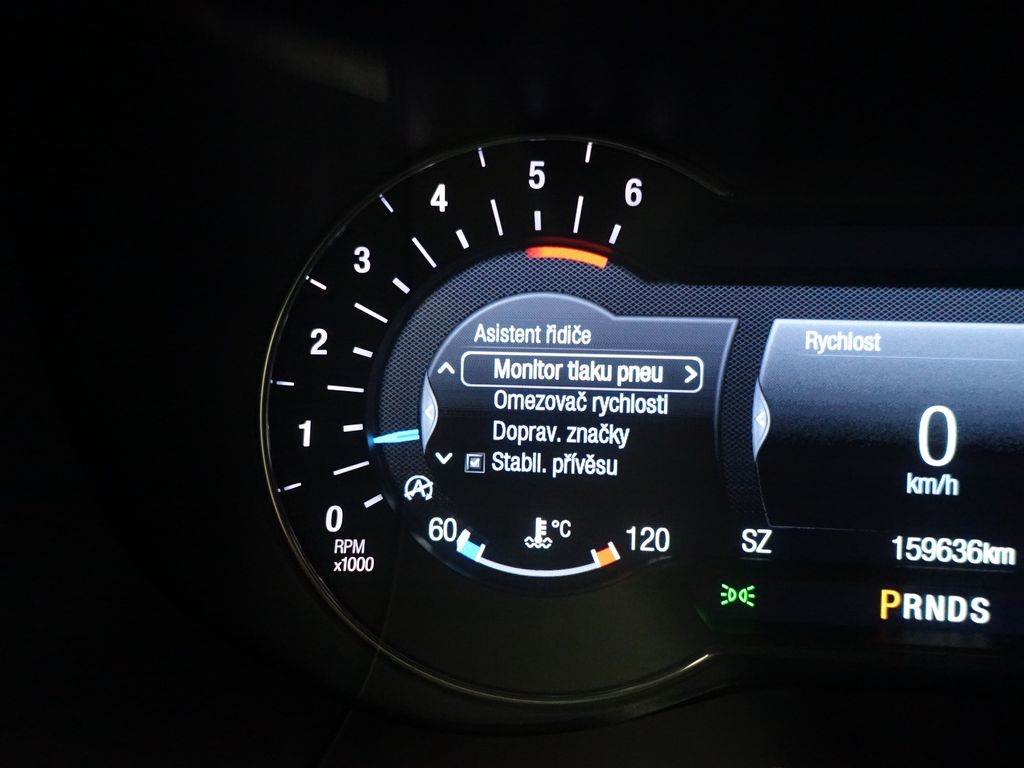 6
5
4
3
2
1
0
RPM
x1000
Asistent řidiče
Monitor tlaku pneu
Omezovač rychlosti
Doprav. značky
Stabil. přívěsu
60
°C
120
Rychlost
0
km/h
SZ
159636km
PRNDS